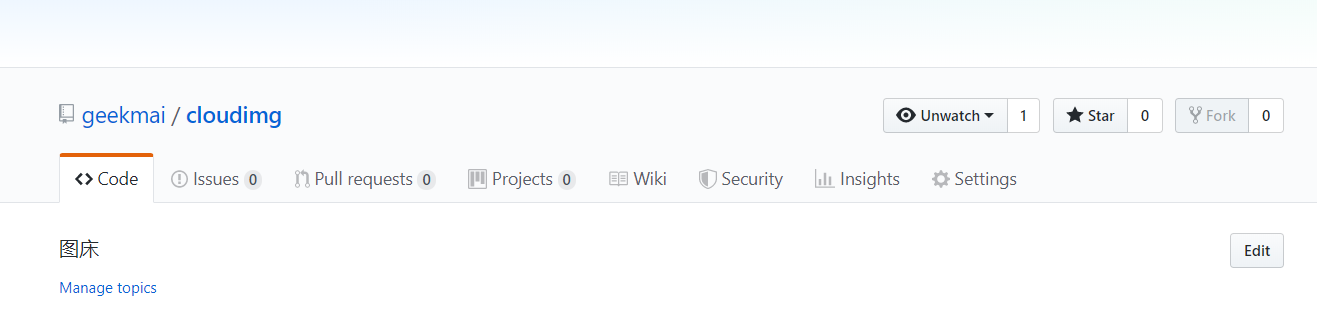 geekmai / cloudimg
Unwatch 1 Star 0 Fork 0
Code Issues 0 Pull requests 0 Projects 0 Wiki Security Insights Settings
图床
Edit
Manage topics